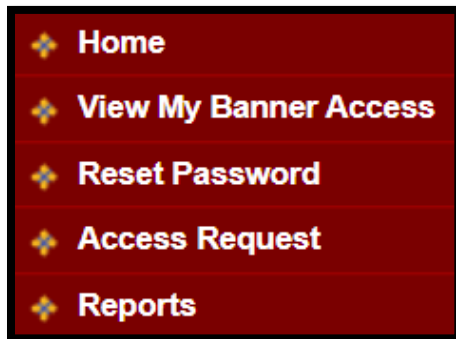 Home
View My Banner Access
Reset Password
Access Request
Reports